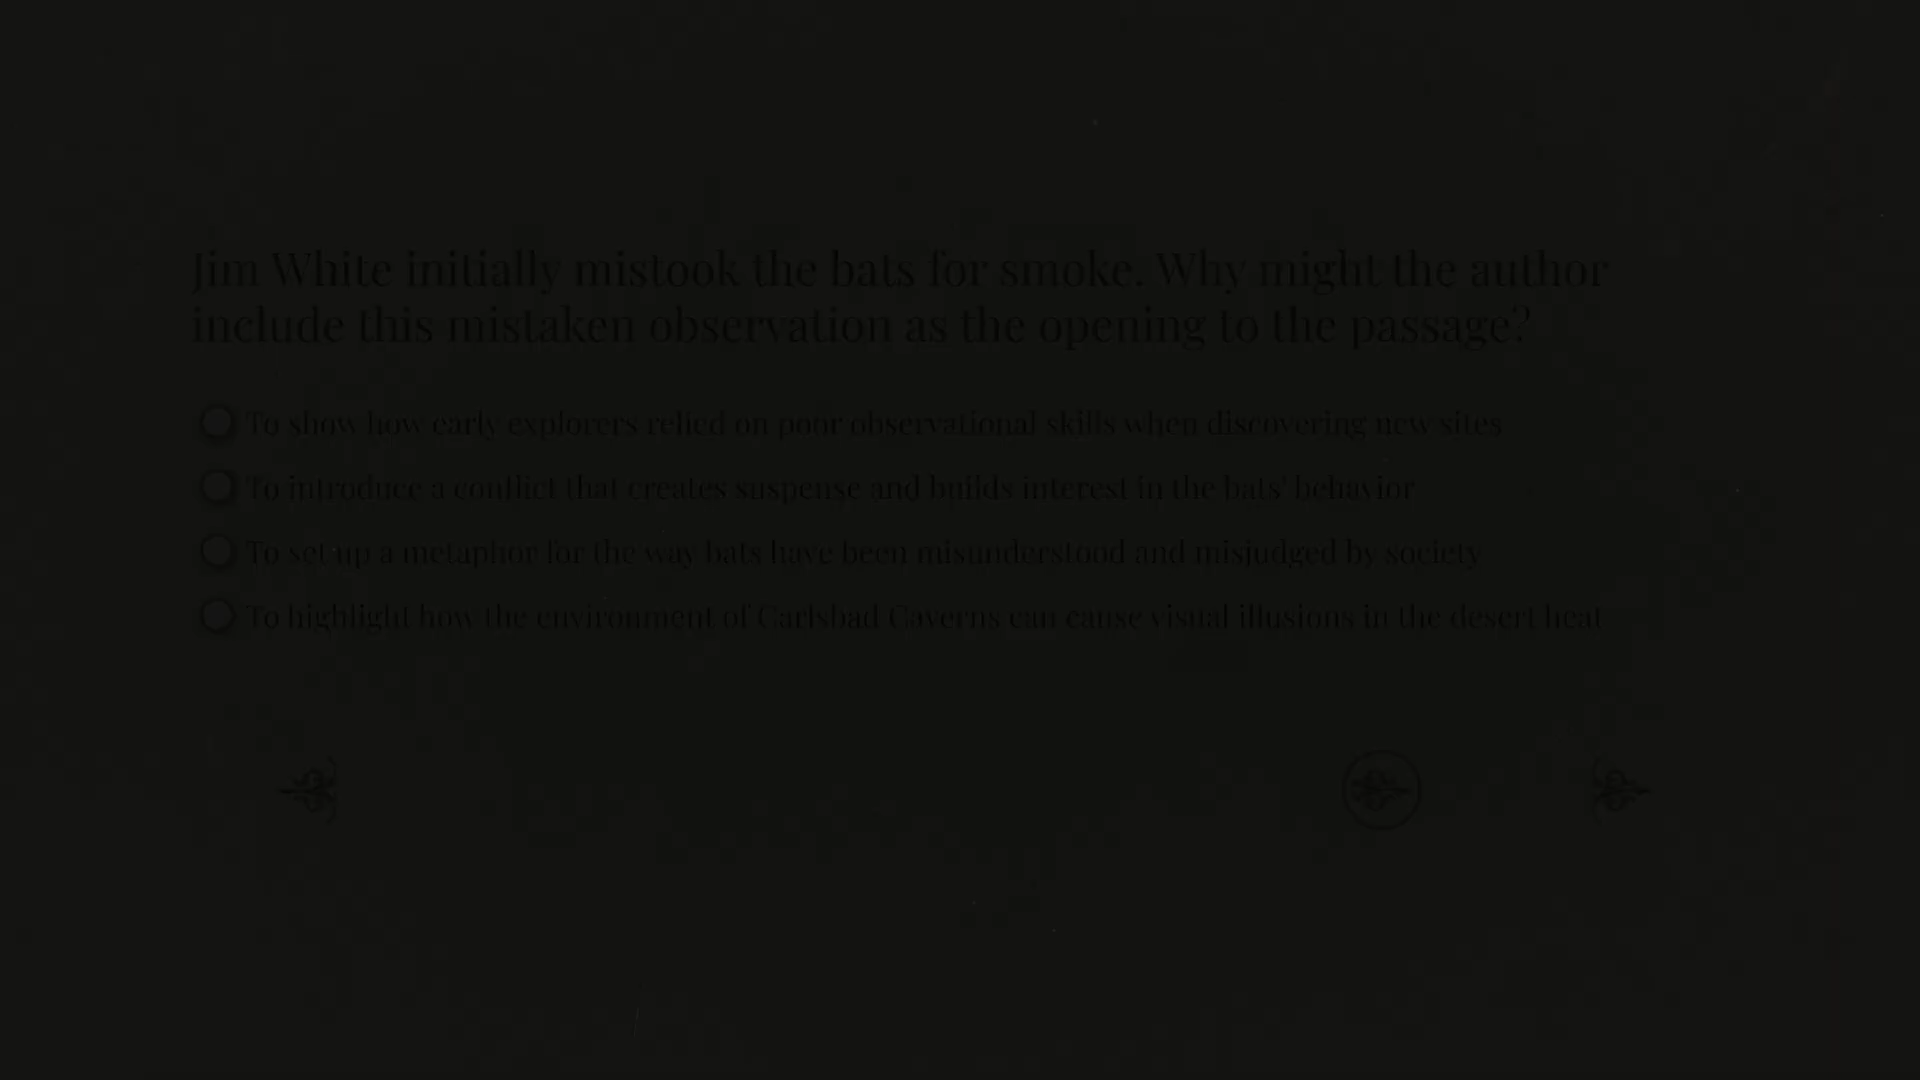 Jim White initially mistook the bats for smoke. Why might the author
include this mistaken observation as the opening to the passage?
To show how early explorers relied on poor observational skills when discovering new sites
To introduce a conflict that creates suspense and builds interest in the bats' behavior
To set up a metaphor for the way bats have been misunderstood and misjudged by society
To highlight how the environment of Carlsbad Caverns can cause visual illusions in the desert heat